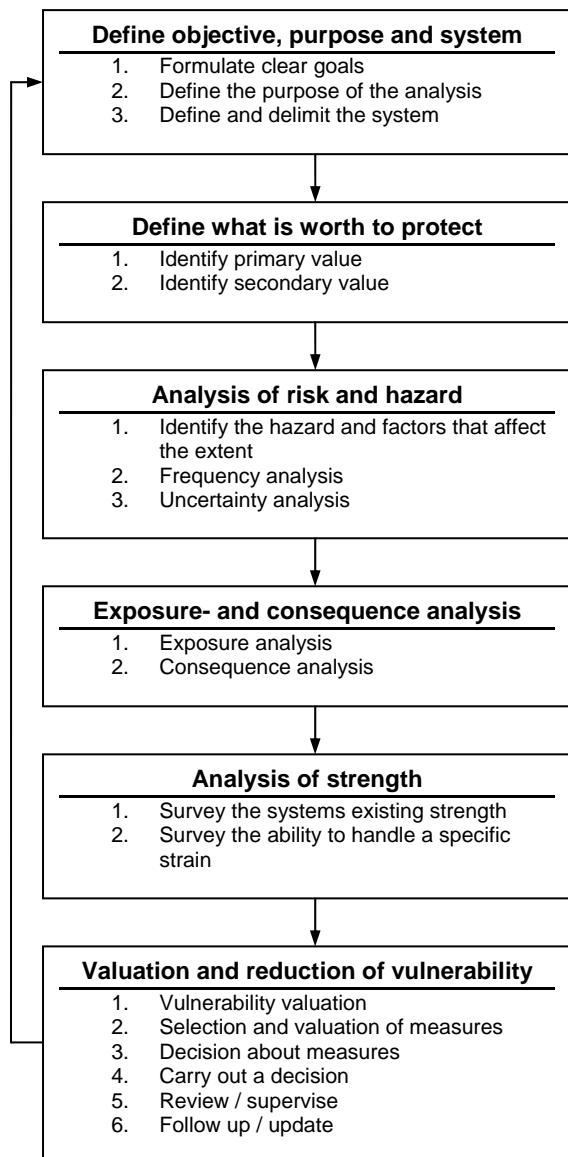 Define objective, purpose and system
1. Formulate clear goals
2. Define the purpose of the analysis
3. Define and delimit the system
Define what is worth to protect
1. Identify primary value
2. Identify secondary value
Analysis of risk and hazard
1. Identify the hazard and factors that affect
the extent
2. Frequency analysis
3. Uncertainty analysis
Exposure- and consequence analysis
1. Exposure analysis
2. Consequence analysis
Analysis of strength
1. Survey the systems existing strength
2. Survey the ability to handle a specific
strain
Valuation and reduction of vulnerability
1. Vulnerability valuation
2. Selection and valuation of measures
3. Decision about measures
4. Carry out a decision
5. Review / supervise
6. Follow up / update